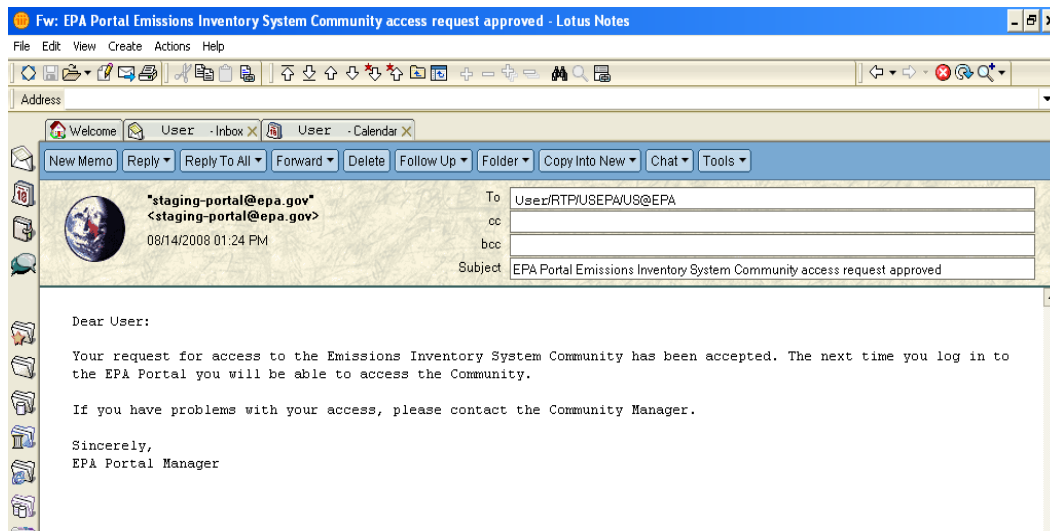 Fw: EPA Portal Emissions Inventory System Community access request approved - Lotus Notes
File Edit View Create Actions Help
Address
Welcome User - Inbox User - Calendar
New Memo Reply Reply To All Forward Delete Follow Up Folder Copy Into New Chat Tools
"staging-portal@epa.gov"
<staging-portal@epa.gov>
08/14/2008 01:24 PM
To User/RTP/USEPA/US@EPA
cc
bcc
Subject EPA Portal Emissions Inventory System Community access request approved
Dear User:
Your request for access to the Emissions Inventory System Community has been accepted. The next time you log in to
the EPA Portal you will be able to access the Community.
If you have problems with your access, please contact the Community Manager.
Sincerely,
EPA Portal Manager